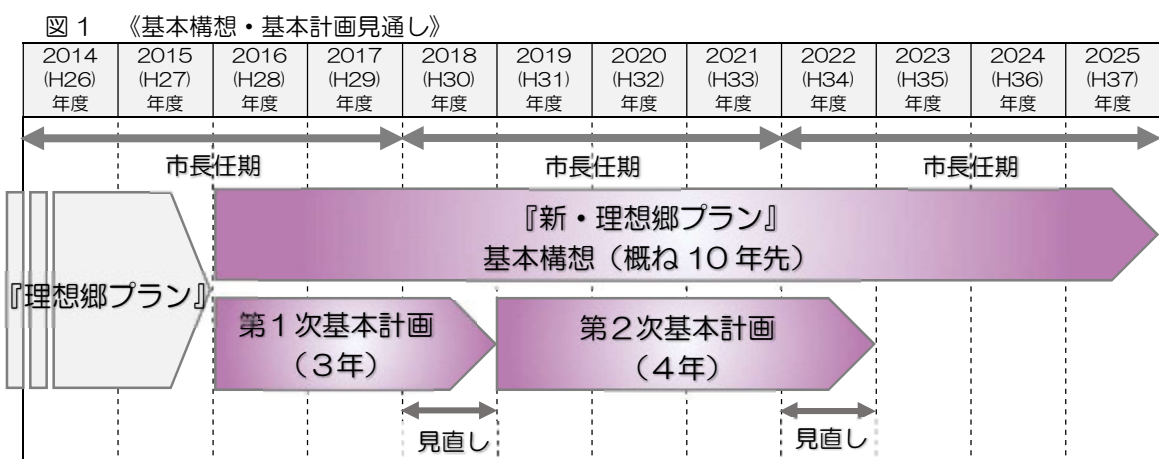 図1 《基本構想・基本計画見通し》
2014 2015 2016 2017 2018 2019 2020 2021 2022 2023 2024 2025
(H26) (H27) (H28) (H29) (H30) (H31) (H32) (H33) (H34) (H35) (H36) (H37)
年度 年度 年度 年度 年度 年度 年度 年度 年度 年度 年度 年度
市長任期 市長任期 市長任期
『新・理想郷プラン』
基本構想(概ね10年先)
『理想郷プラン』
第1次基本計画
(3年)
第2次基本計画
(4年)
見直し 見直し